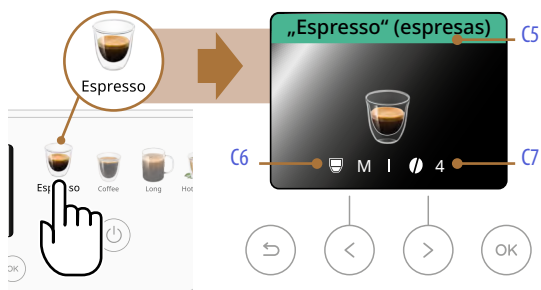 Espresso
„Espresso“ (espresas)
C5
C6
M I 4
C7
Espresso
Coffee
Long
Hot
OK
OK